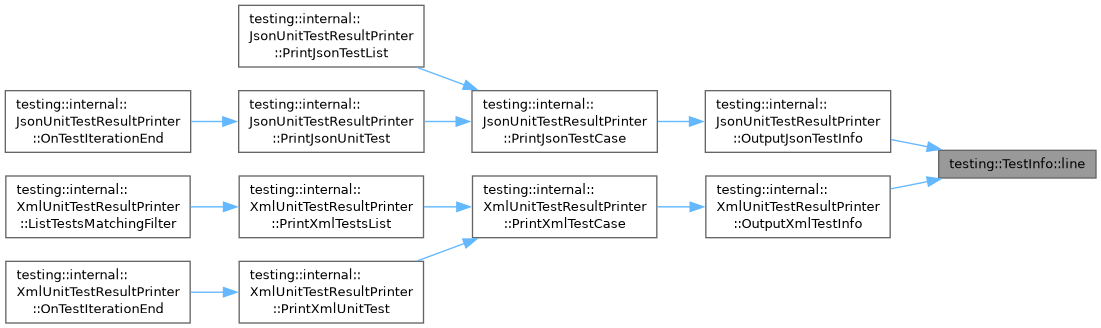 testing::internal::
JsonUnitTestResultPrinter
::PrintJsonTestList
testing::internal::
JsonUnitTestResultPrinter
::OnTestIterationEnd
testing::internal::
JsonUnitTestResultPrinter
::PrintJsonUnitTest
testing::internal::
JsonUnitTestResultPrinter
::PrintJsonTestCase
testing::internal::
JsonUnitTestResultPrinter
::OutputJsonTestInfo
testing::TestInfo::line
testing::internal::
XmlUnitTestResultPrinter
::ListTestsMatchingFilter
testing::internal::
XmlUnitTestResultPrinter
::PrintXmlTestsList
testing::internal::
XmlUnitTestResultPrinter
::PrintXmlTestCase
testing::internal::
XmlUnitTestResultPrinter
::OutputXmlTestInfo
testing::internal::
XmlUnitTestResultPrinter
::OnTestIterationEnd
testing::internal::
XmlUnitTestResultPrinter
::PrintXmlUnitTest